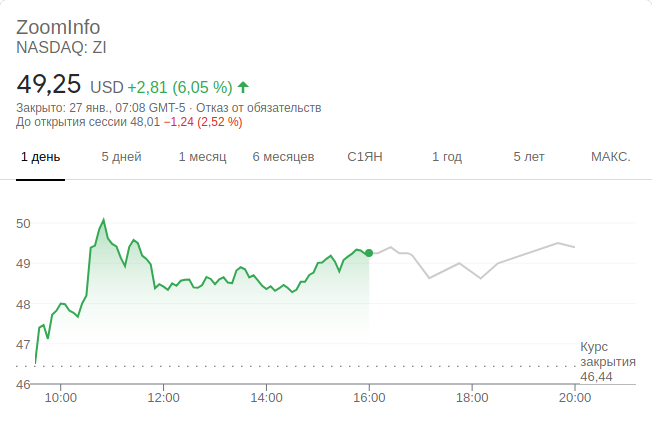 ZoomInfo
NASDAQ: ZI
49,25 USD +2,81 (6,05 %)
Закрыто: 27 янв., 07:08 GMT-5 · Отказ от обязательств
До открытия сессии 48,01 −1,24 (2,52 %)
1 день 5 дней 1 месяц 6 месяцев С1ЯН 1 год 5 лет МАКС.
50
49
48
47
46
Курс
закрытия
46,44
10:00 12:00 14:00 16:00 18:00 20:00